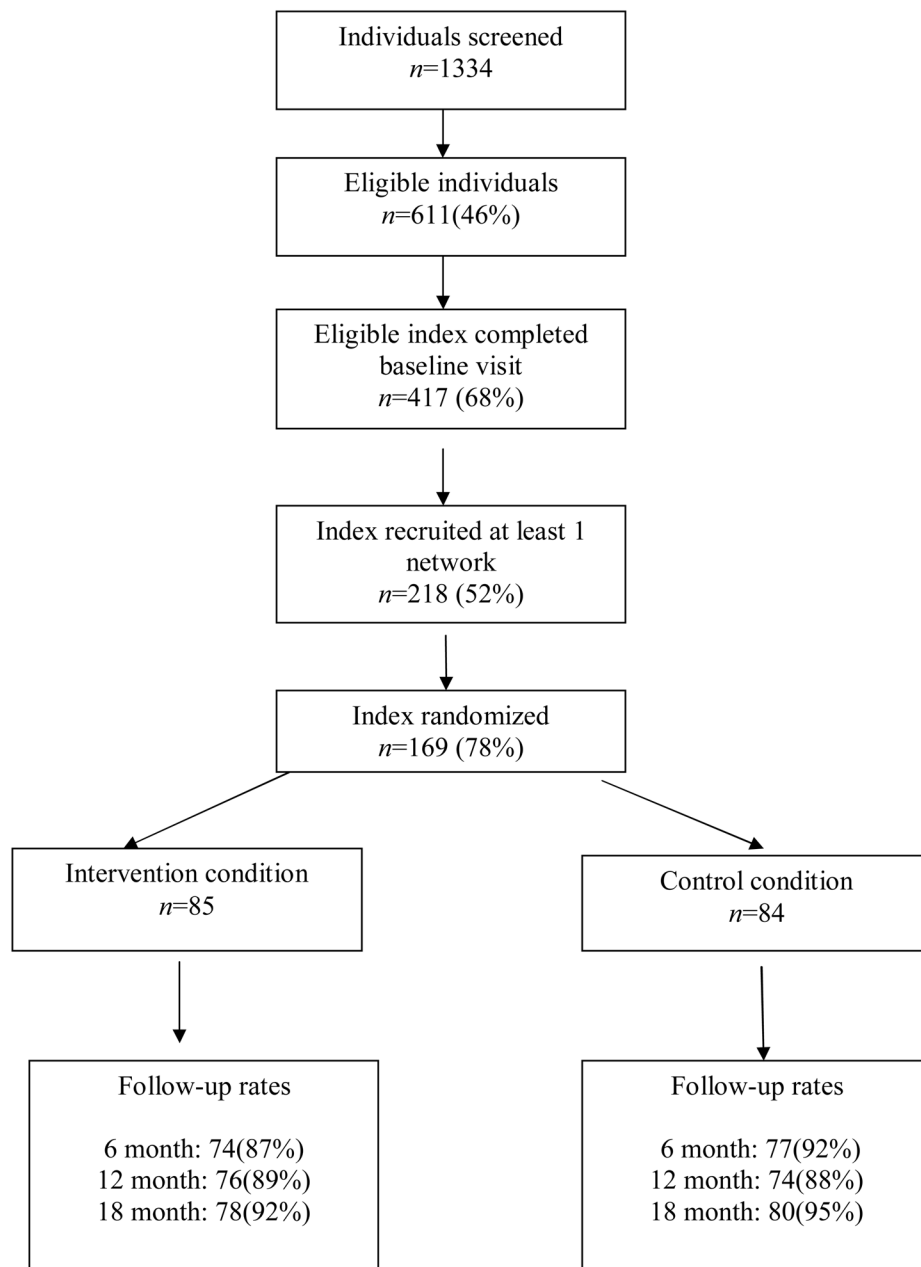 Individuals screened
n=1334
Eligible individuals
n=611(46%)
Eligible index completed
baseline visit
n=417 (68%)
Index recruited at least 1
network
n=218 (52%)
Index randomized
n=169 (78%)
Intervention condition
n=85
Control condition
n=84
Follow-up rates
6 month: 74(87%)
12 month: 76(89%)
18 month: 78(92%)
Follow-up rates
6 month: 77(92%)
12 month: 74(88%)
18 month: 80(95%)